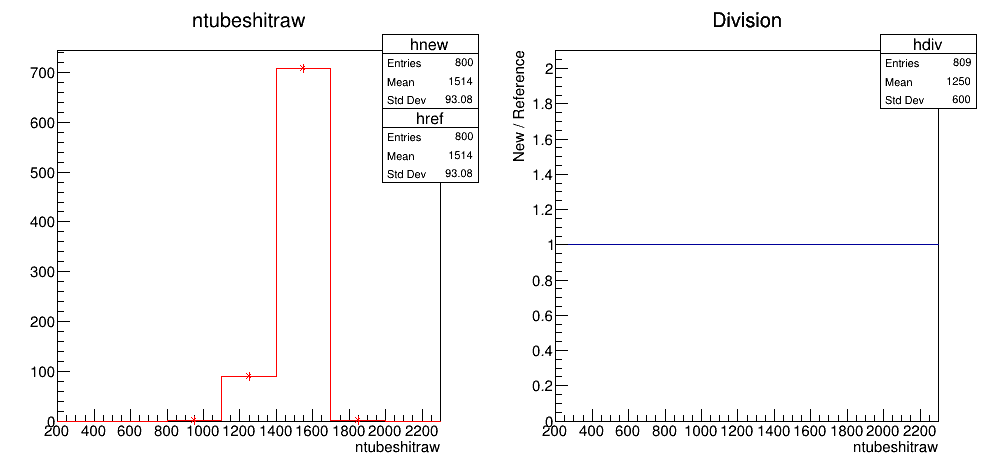 ntubeshitraw
hnew
Entries 800
Mean 1514
Std Dev 93.08
href
Entries 800
Mean 1514
Std Dev 93.08
700
600
500
400
300
200
100
0
200 400 600 800 1000 1200 1400 1600 1800 2000 2200
ntubeshitraw
Division
hdiv
Entries 809
Mean 1250
Std Dev 600
New / Reference
2
1.8
1.6
1.4
1.2
1
0.8
0.6
0.4
0.2
0
200 400 600 800 1000 1200 1400 1600 1800 2000 2200
ntubeshitraw